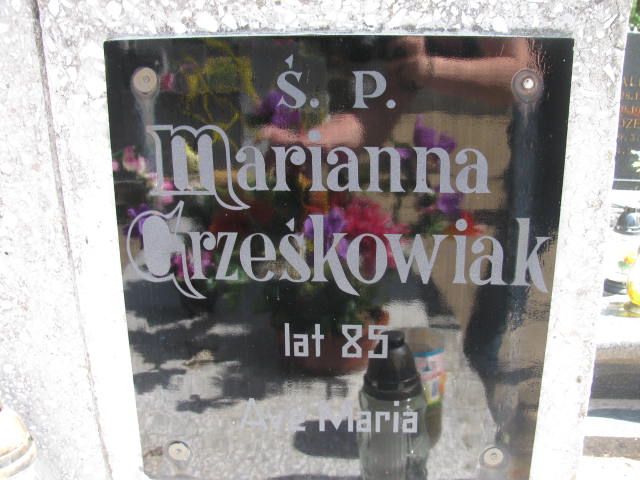 Ś. P.
Marianna
Grześkowiak
lat 85
Ave Maria